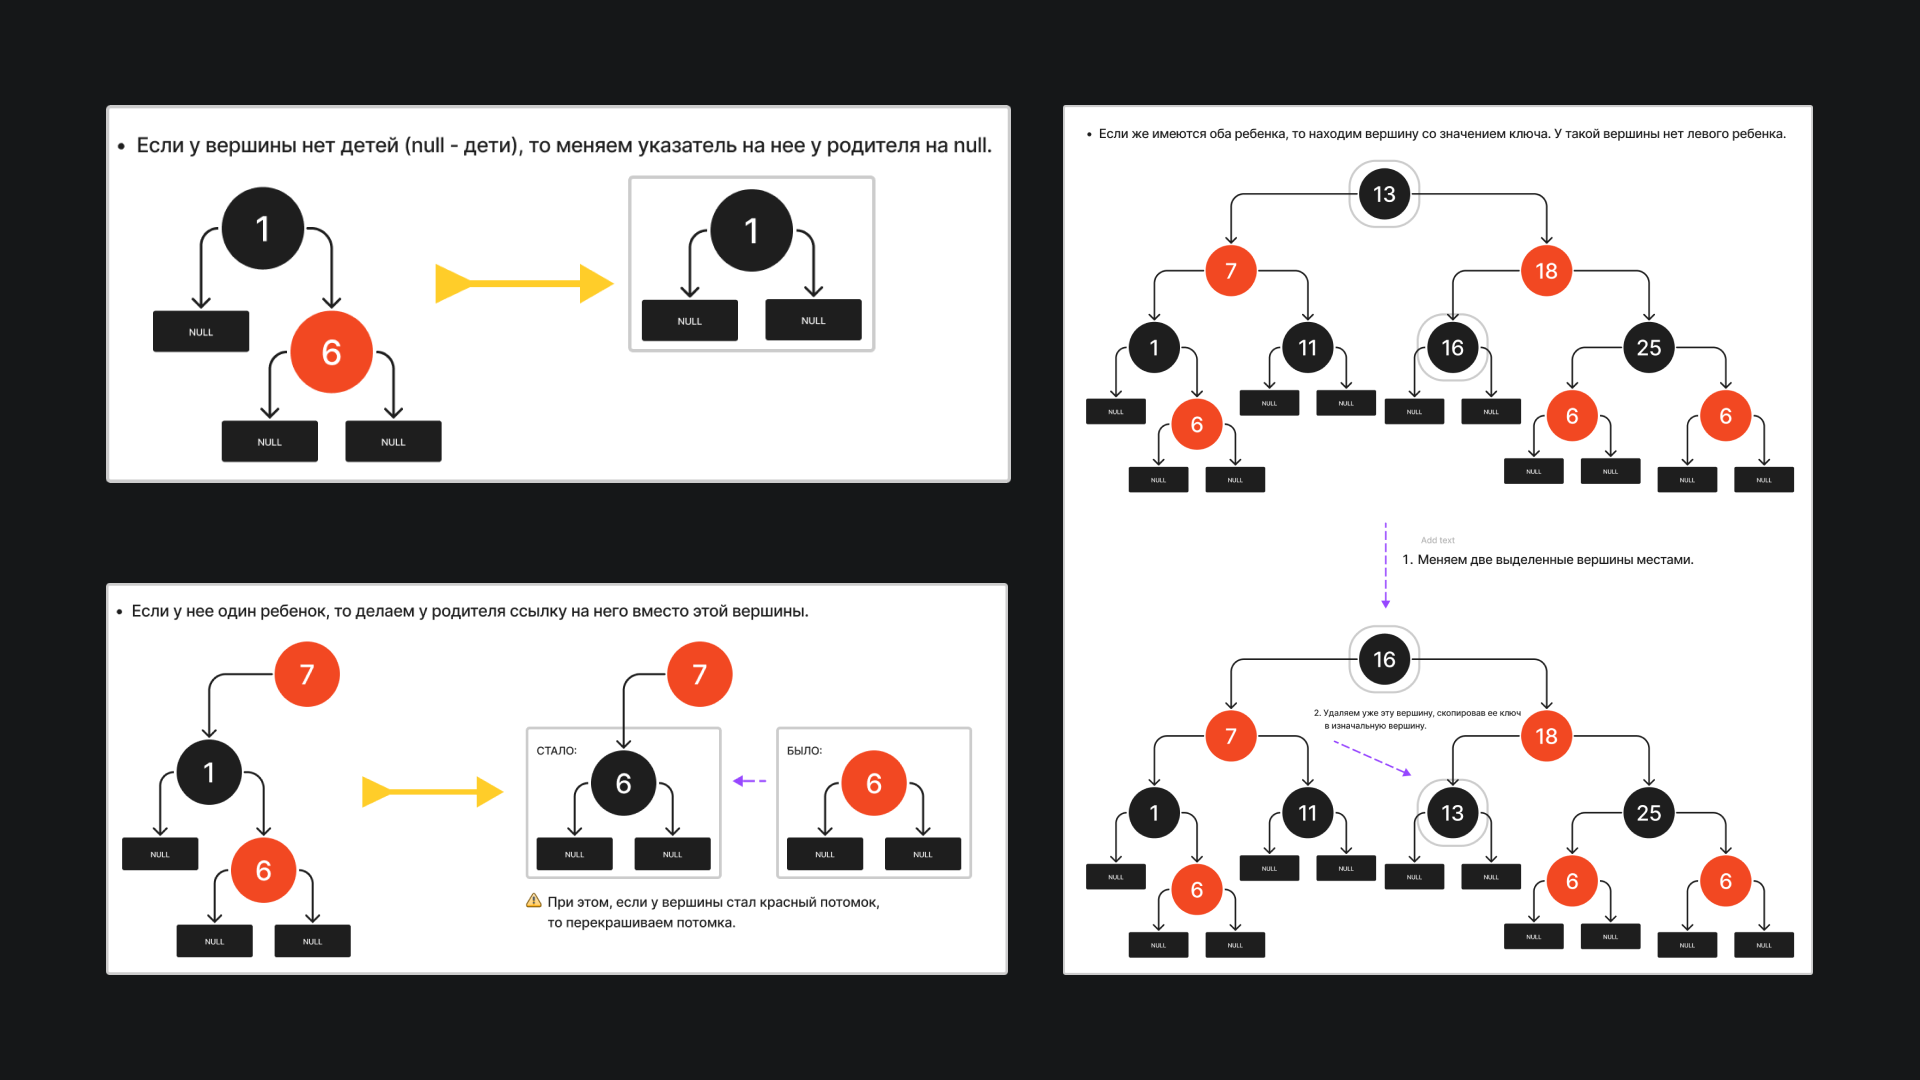 • Если у вершины нет детей (null - дети), то меняем указатель на нее у родителя на null.
1
1
NULL
6
NULL
NULL
NULL
NULL
• Если у нее один ребенок, то делаем у родителя ссылку на него вместо этой вершины.
7
7
СТАЛО:
БЫЛО:
1
6
6
NULL
6
NULL
NULL
NULL
NULL
NULL
NULL
⚠ При этом, если у вершины стал красный потомок,
то перекрашиваем потомка.
• Если же имеются оба ребенка, то находим вершину со значением ключа. У такой вершины нет левого ребенка.
13
7
18
1
11
16
25
NULL
6
NULL
NULL
NULL
NULL
6
6
NULL
NULL
NULL
NULL
NULL
NULL
Add text
1. Меняем две выделенные вершины местами.
16
2. Удаляем уже эту вершину, скопировав ее ключ
в изначальную вершину.
7
18
1
11
13
25
NULL
6
NULL
NULL
NULL
NULL
6
6
NULL
NULL
NULL
NULL
NULL
NULL